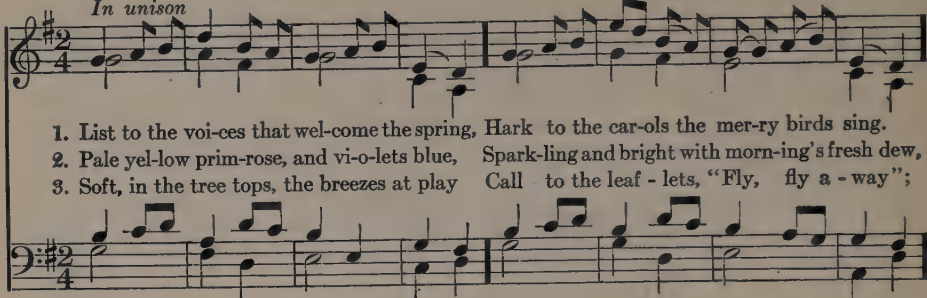 In unison
1. List to the voi-ces that wel-come the spring, Hark to the car-ols the mer-ry birds sing.
2. Pale yel-low prim-rose, and vi-o-lets blue, Spark-ling and bright with morn-ing's fresh dew,
3. Soft, in the tree tops, the breezes at play Call to the leaf - lets, "Fly, fly a - way";